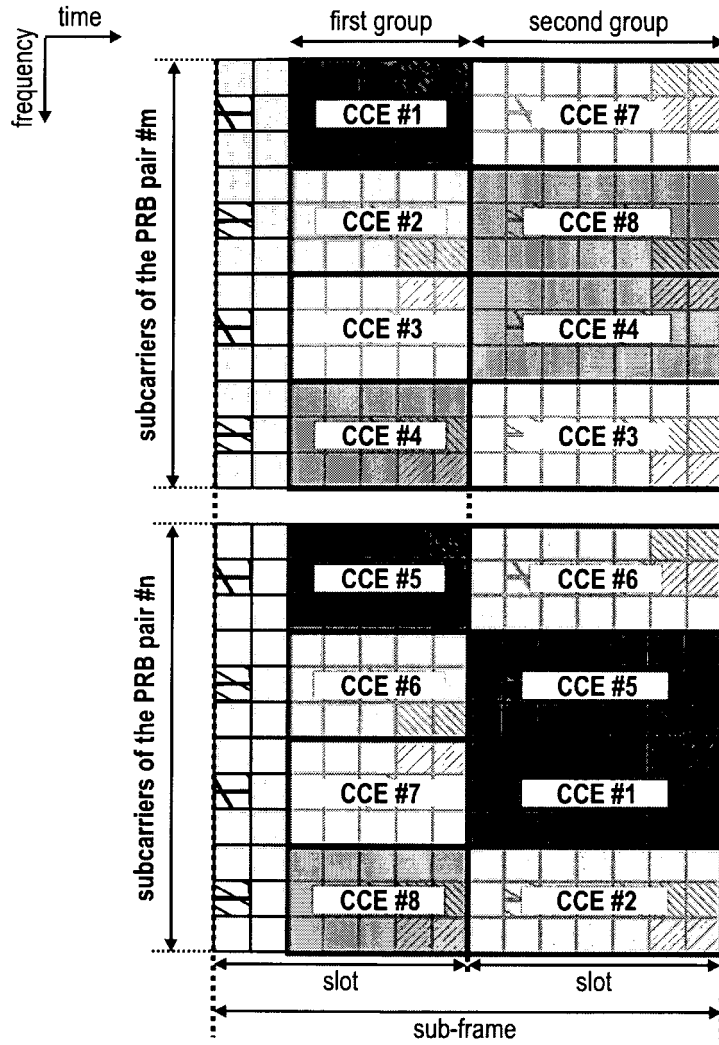 time
first group
second group
frequency
subcarriers of the PRB pair #m
CCE #1
CCE #7
CCE #2
CCE #8
CCE #3
CCE #4
CCE #4
CCE #3
subcarriers of the PRB pair #n
CCE #5
CCE #6
CCE #6
CCE #5
CCE #7
CCE #1
CCE #8
CCE #2
slot
slot
sub-frame